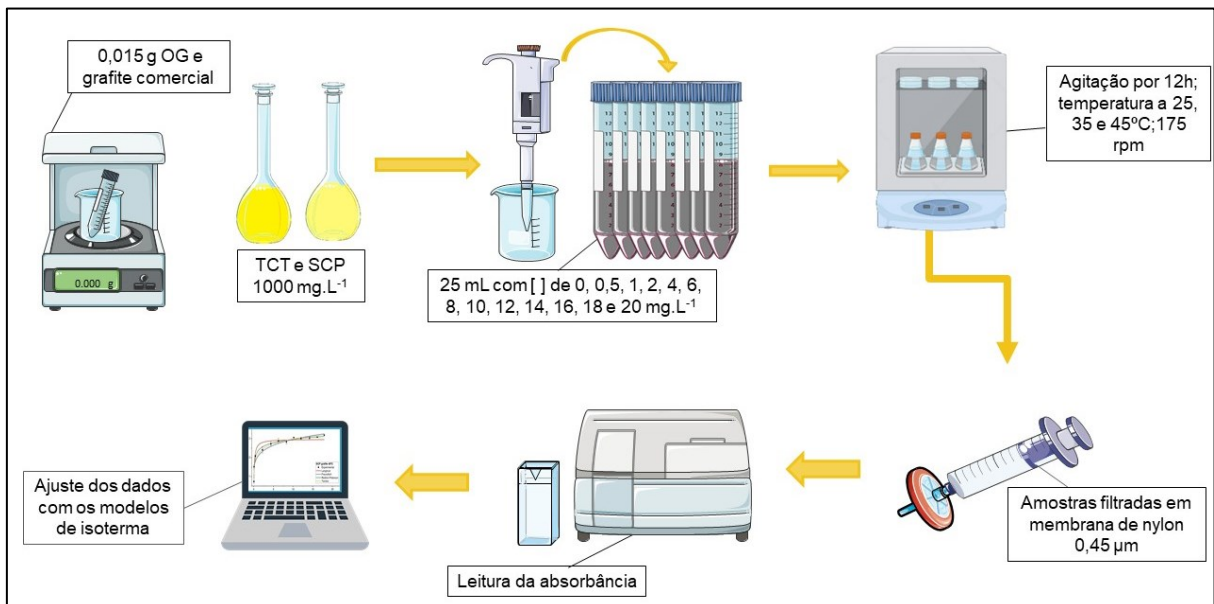 0,015 g OG e
grafite comercial
0.000 g
TCT e SCP
1000 mg.L⁻¹
25 mL com [ ] de 0, 0,5, 1, 2, 4, 6,
8, 10, 12, 14, 16, 18 e 20 mg.L⁻¹
Agitação por 12h;
temperatura a 25,
35 e 45ºC;175
rpm
Amostras filtradas em
membrana de nylon
0,45 µm
Leitura da absorbância
Ajuste dos dados
com os modelos
de isoterma